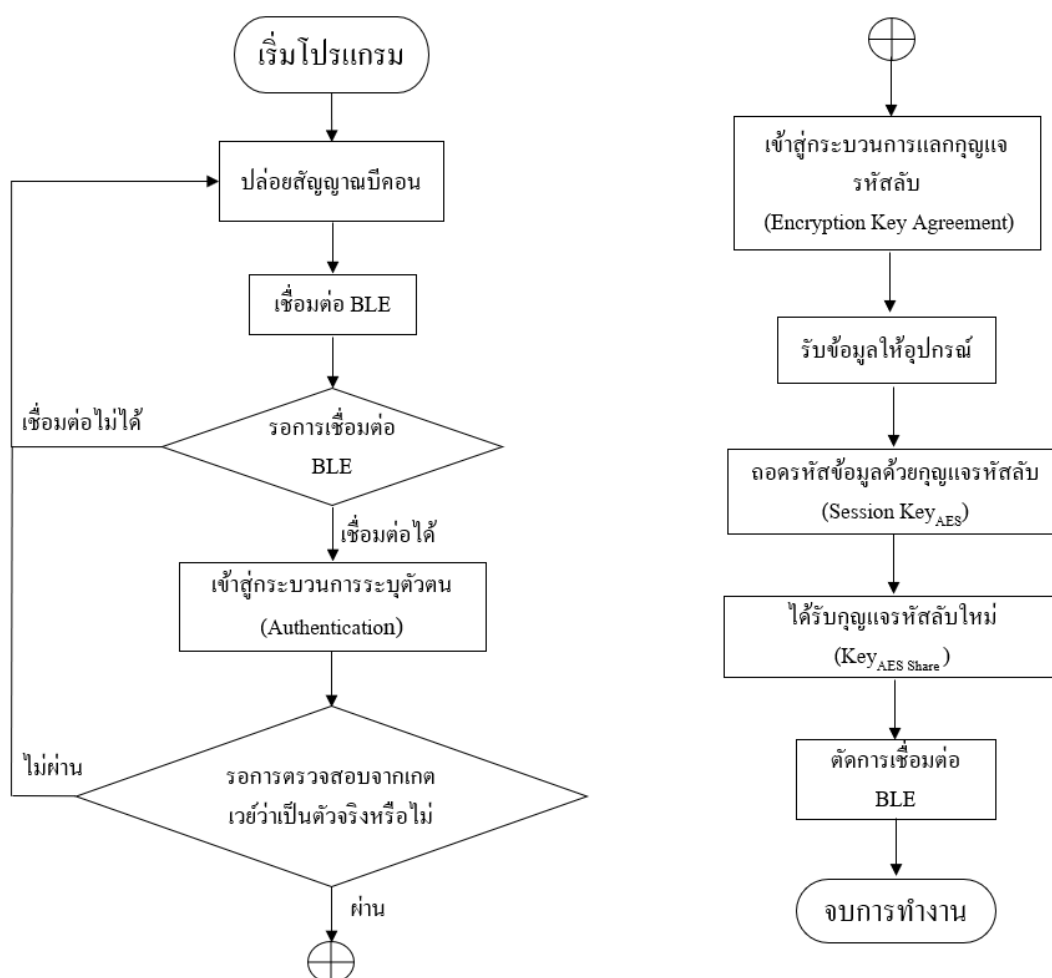 เริ่มโปรแกรม
ปล่อยสัญญาณบีคอน
เชื่อมต่อ BLE
เชื่อมต่อไม่ได้
รอการเชื่อมต่อ
BLE
เชื่อมต่อได้
เข้าสู่กระบวนการระบุตัวตน
(Authentication)
ไม่ผ่าน
รอการตรวจสอบจากเกต
เวย์ว่าเป็นตัวจริงหรือไม่
ผ่าน
เข้าสู่กระบวนการแลกกุญแจ
รหัสลับ
(Encryption Key Agreement)
รับข้อมูลให้อุปกรณ์
ถอดรหัสข้อมูลด้วยกุญแจรหัสลับ
(Session Key AES)
ได้รับกุญแจรหัสลับใหม่
(Key AES Share )
ตัดการเชื่อมต่อ
BLE
จบการทำงาน